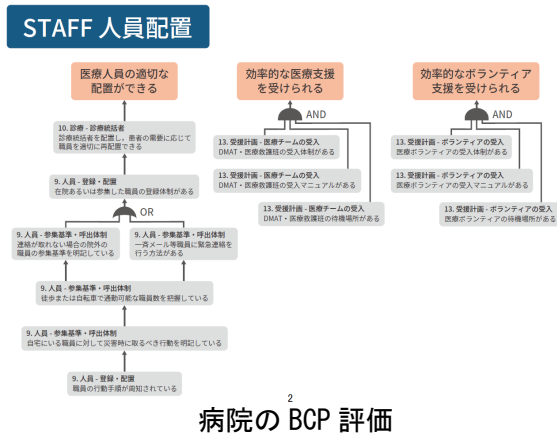 STAFF 人員配置
医療人員の適切な
配置ができる
10. 診療 - 診療統括者
診療統括者を配置し、患者の需要に応じて
職員を適切に再配置できる
9. 人員 - 登録・配置
在院あるいは参集した職員の登録体制がある
OR
9. 人員 - 参集基準・呼出体制
連絡が取れない場合の院外の
職員の参集基準を明記している
9. 人員 - 参集基準・呼出体制
一斉メール等職員に緊急連絡を
行う方法がある
9. 人員 - 参集基準・呼出体制
徒歩または自転車で通勤可能な職員数を把握している
9. 人員 - 参集基準・呼出体制
自宅にいる職員に対して災害時に取るべき行動を明記している
9. 人員 - 登録・配置
職員の行動手順が周知されている
効率的な医療支援
を受けられる
AND
13. 受援計画 - 医療チームの受入
DMAT・医療救護班の受入体制がある
13. 受援計画 - 医療チームの受入
DMAT・医療救護班の受入マニュアルがある
13. 受援計画 - 医療チームの受入
DMAT・医療救護班の待機場所がある
効率的なボランティア
支援を受けられる
AND
13. 受援計画 - ボランティアの受入
医療ボランティアの受入体制がある
13. 受援計画 - ボランティアの受入
医療ボランティアの受入マニュアルがある
13. 受援計画 - ボランティアの受入
医療ボランティアの待機場所がある
2
病院の BCP 評価